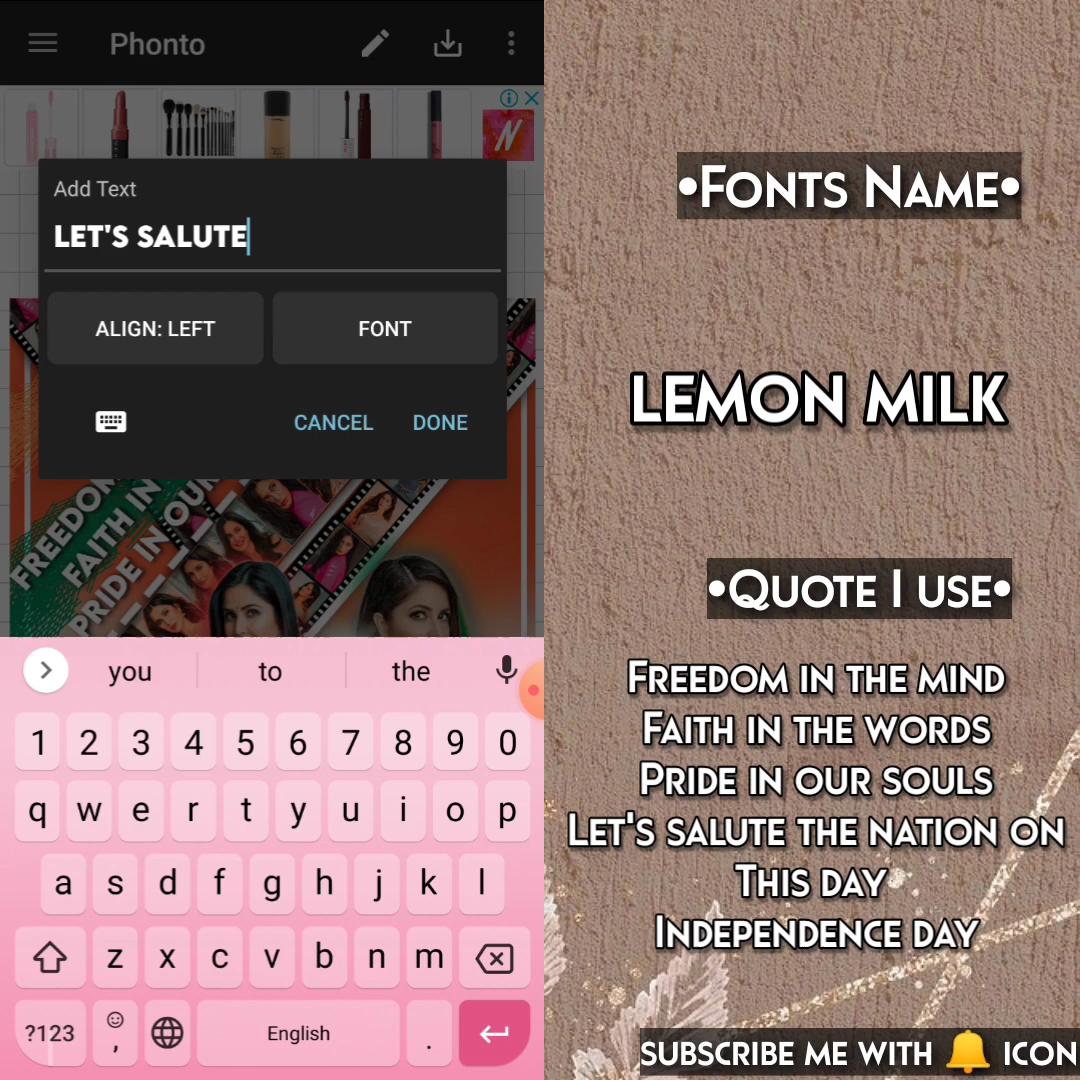 Phonto
Add Text
LET'S SALUTE
ALIGN: LEFT
FONT
CANCEL
DONE
FREEDOM
FAITH IN
PRIDE IN OUR
you
to
the
1 2 3 4 5 6 7 8 9 0
q w e r t y u i o p
a s d f g h j k l
z x c v b n m
?123
,
English
.
•FONTS NAME•
LEMON MILK
•QUOTE I USE•
FREEDOM IN THE MIND
FAITH IN THE WORDS
PRIDE IN OUR SOULS
LET'S SALUTE THE NATION ON
THIS DAY
INDEPENDENCE DAY
SUBSCRIBE ME WITH 🔔 ICON